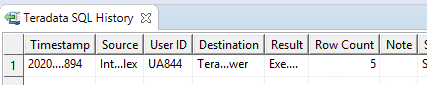 Teradata SQL History
Timestamp Source User ID Destination Result Row Count Note S
1 2020....894 Int...lex UA844 Tera...wer Exe.... 5 S